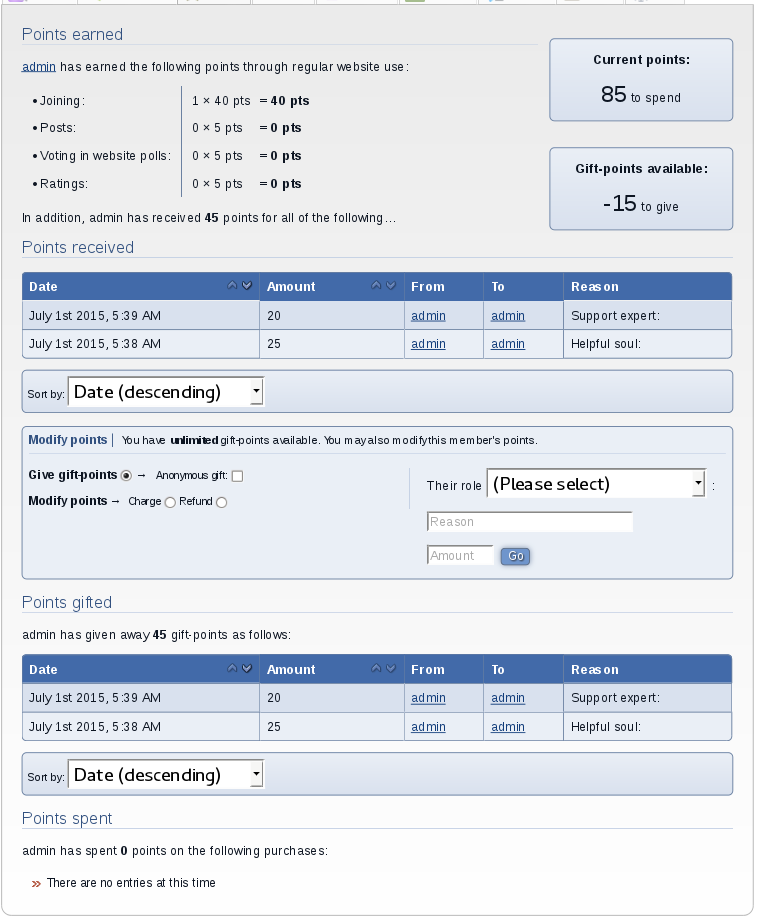 Points earned
admin has earned the following points through regular website use:
• Joining: 1 × 40 pts = 40 pts
• Posts: 0 × 5 pts = 0 pts
• Voting in website polls: 0 × 5 pts = 0 pts
• Ratings: 0 × 5 pts = 0 pts
In addition, admin has received 45 points for all of the following...
Current points:
85 to spend
Gift-points available:
-15 to give
Points received
Date Amount From To Reason
July 1st 2015, 5:39 AM 20 admin admin Support expert:
July 1st 2015, 5:38 AM 25 admin admin Helpful soul:
Sort by: Date (descending)
Modify points | You have unlimited gift-points available. You may also modify this member's points.
Give gift-points → Anonymous gift:
Modify points → Charge Refund
Their role (Please select) :
Reason
Amount Go
Points gifted
admin has given away 45 gift-points as follows:
Date Amount From To Reason
July 1st 2015, 5:39 AM 20 admin admin Support expert:
July 1st 2015, 5:38 AM 25 admin admin Helpful soul:
Sort by: Date (descending)
Points spent
admin has spent 0 points on the following purchases:
» There are no entries at this time